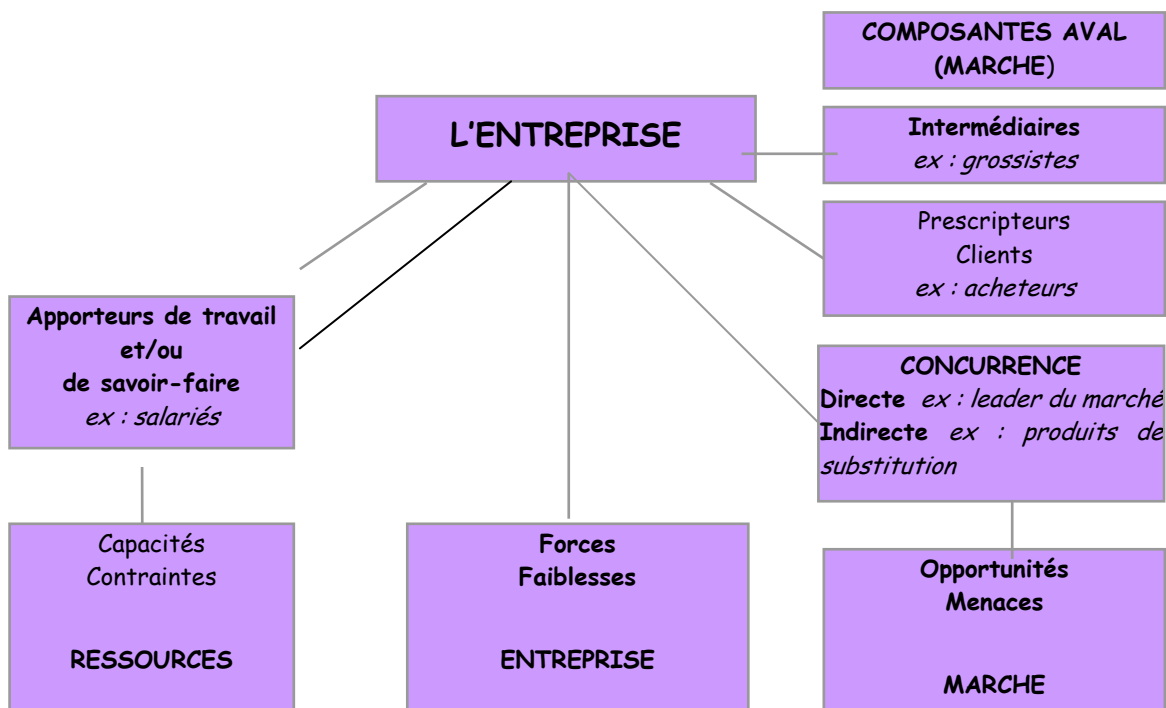 COMPOSANTES AVAL
(MARCHE)
L'ENTREPRISE
Intermédiaires
ex : grossistes
Prescripteurs
Clients
ex : acheteurs
Apporteurs de travail
et/ou
de savoir-faire
ex : salariés
CONCURRENCE
Directe ex : leader du marché
Indirecte ex : produits de
substitution
Capacités
Contraintes
RESSOURCES
Forces
Faiblesses
ENTREPRISE
Opportunités
Menaces
MARCHE